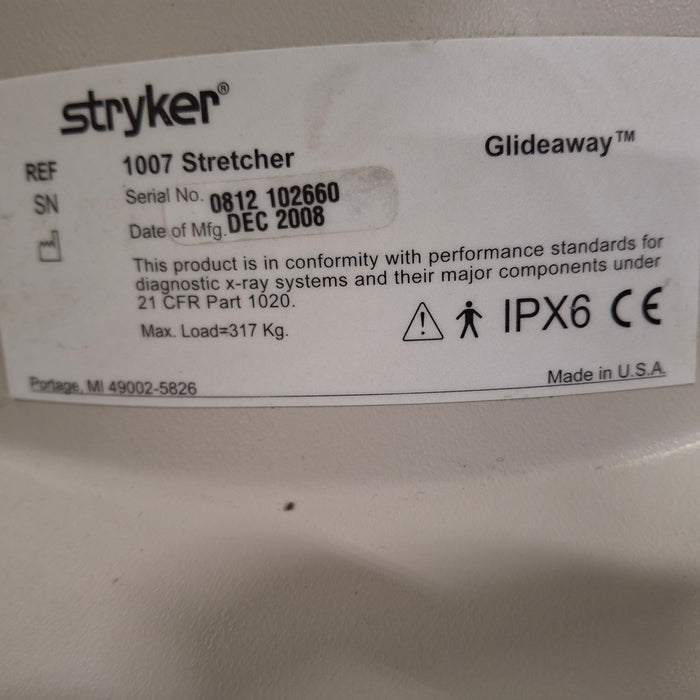 stryker®
REF 1007 Stretcher Glideaway™
SN Serial No. 0812 102660
Date of Mfg. DEC 2008
This product is in conformity with performance standards for
diagnostic x-ray systems and their major components under
21 CFR Part 1020.
Max. Load=317 Kg. IPX6 CE
Portage, MI 49002-5826 Made in U.S.A.